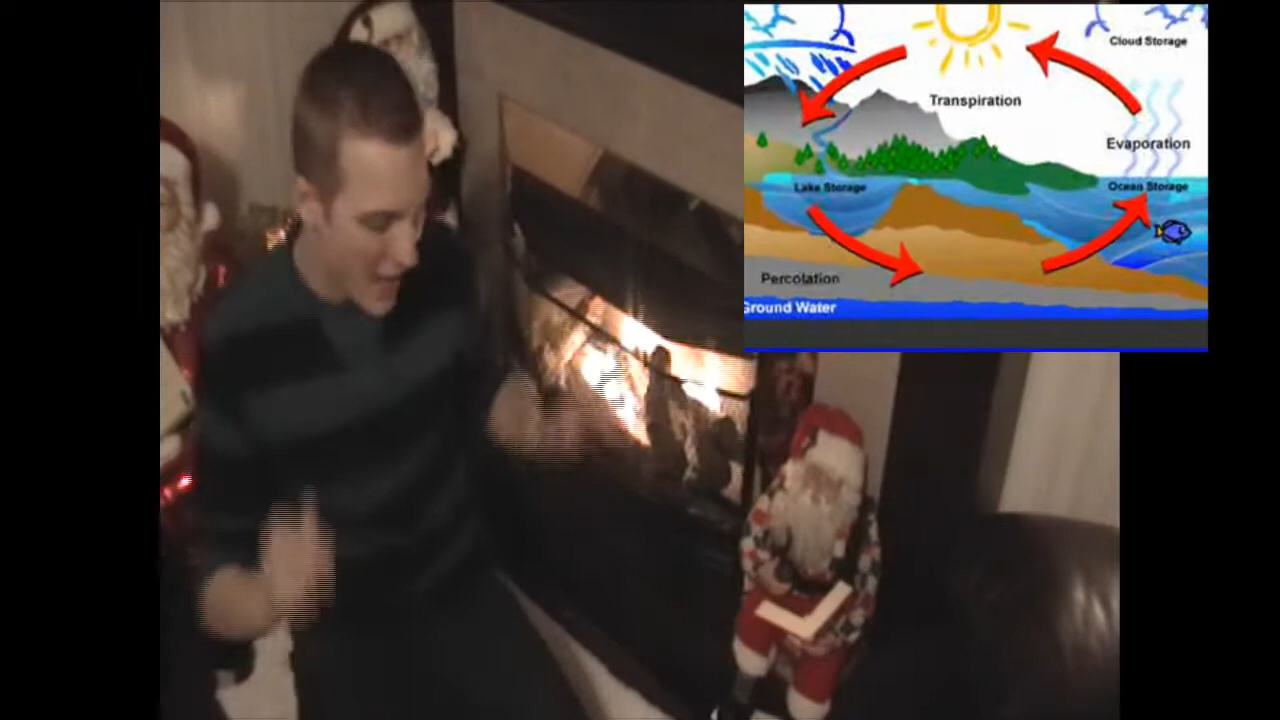 Cloud Storage
Transpiration
Evaporation
Lake Storage
Ocean Storage
Percolation
Ground Water